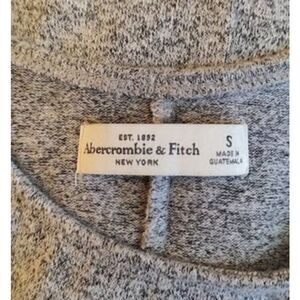 EST. 1892
Abercrombie & Fitch
NEW YORK
S
MADE IN
GUATEMALA